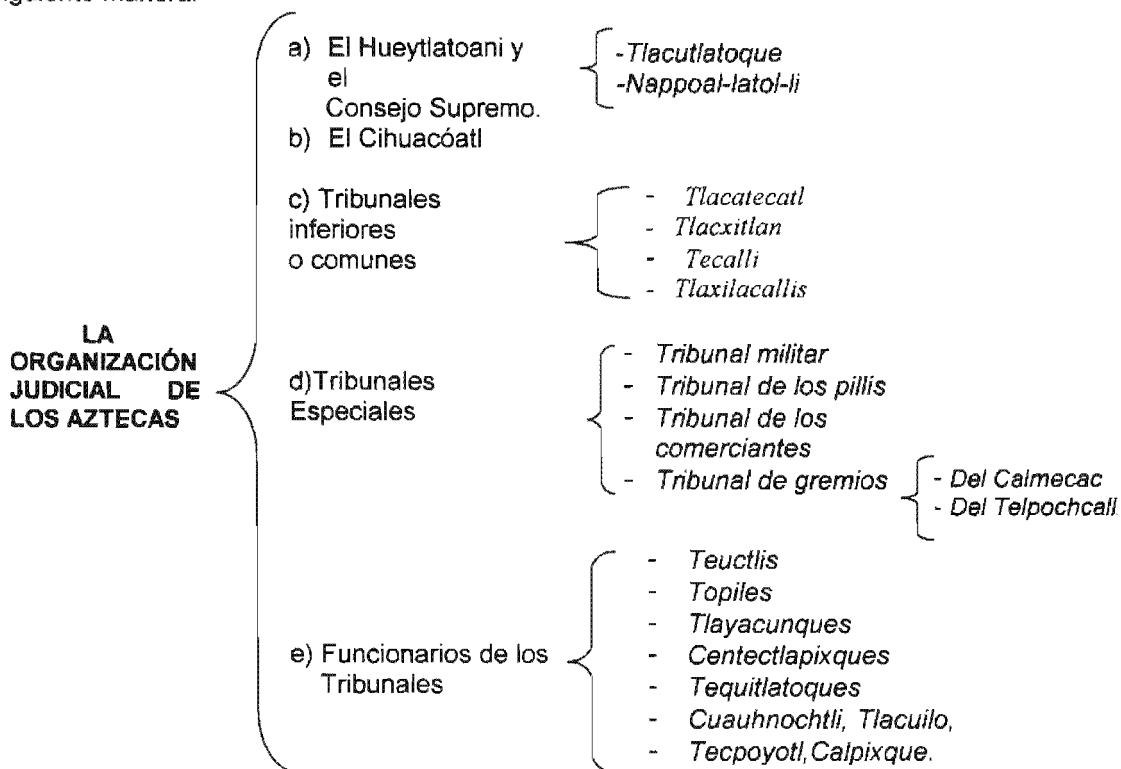 a) El Hueytlatoani y
el
Consejo Supremo.
-Tlacutlatoque
-Nappoal-latol-li
b) El Cihuacóatl
c) Tribunales
inferiores
o comunes
- Tlacatecatl
- Tlacxitlan
- Tecalli
- Tlaxilacallis
LA
ORGANIZACIÓN
JUDICIAL DE
LOS AZTECAS
d)Tribunales
Especiales
- Tribunal militar
- Tribunal de los pillis
- Tribunal de los
comerciantes
- Tribunal de gremios
- Del Calmecac
- Del Telpochcall
e) Funcionarios de los
Tribunales
- Teuctlis
- Topiles
- Tlayacunques
- Centectlapixques
- Tequitlatoques
- Cuauhnochtli, Tlacuilo,
- Tecpoyotl,Calpixque.